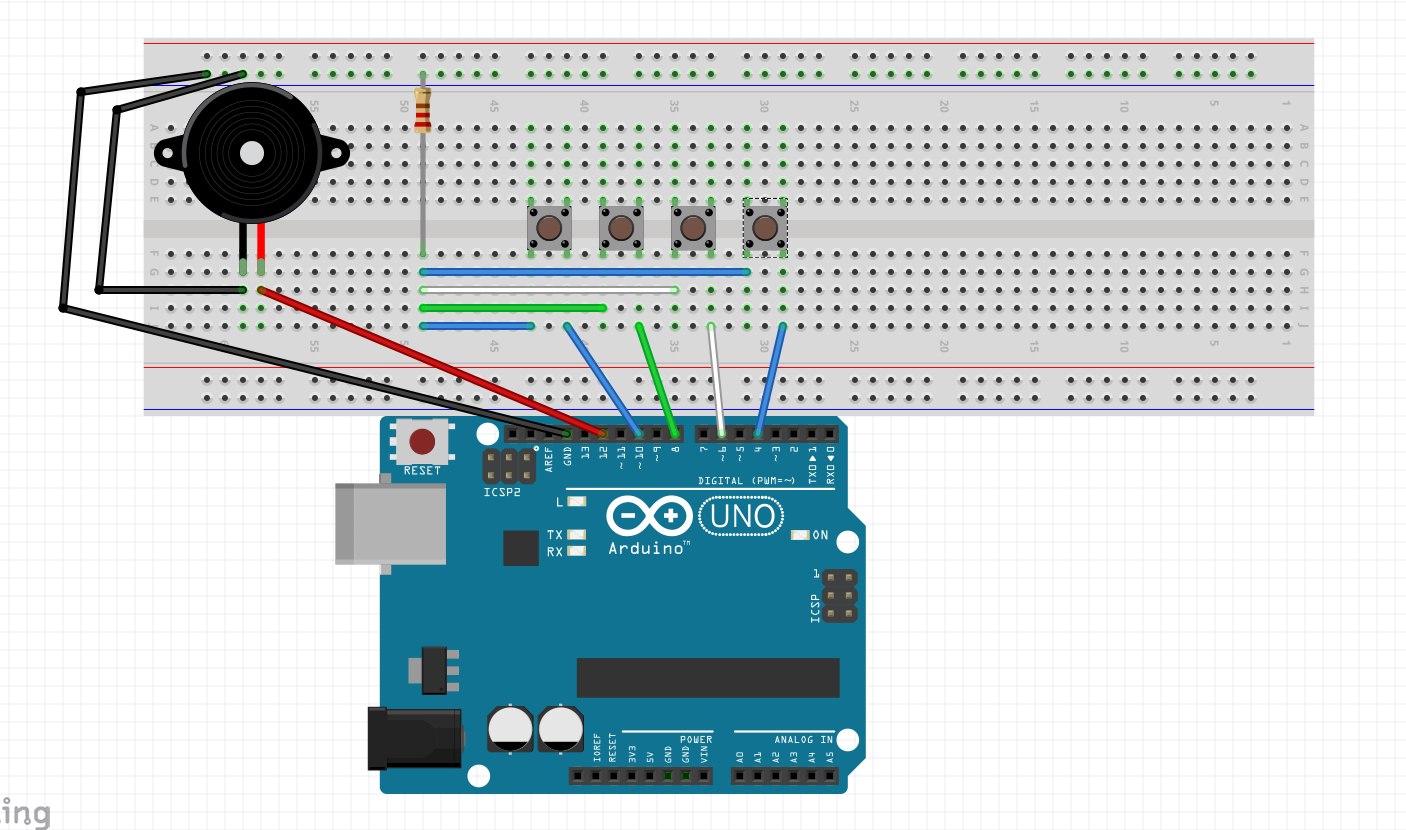 55 50 45 40 35 30 25 20 15 10 5 1
A A
B B
C C
D D
E E
F F
G G
H H
I I
J J
60 55 50 45 40 35 30 25 20 15 10 5 1
RESET
ICSP2
AREF
GND
13
12
~11
~10
~9
8
7
~6
~5
4
~3
2
TX0▶1
RX0◀0
DIGITAL (PWM=~)
L
TX
RX
UNO
Arduino™
ON
1
ICSP
IOREF
RESET
3V3
5V
GND
GND
VIN
POWER
A0
A1
A2
A3
A4
A5
ANALOG IN
ing